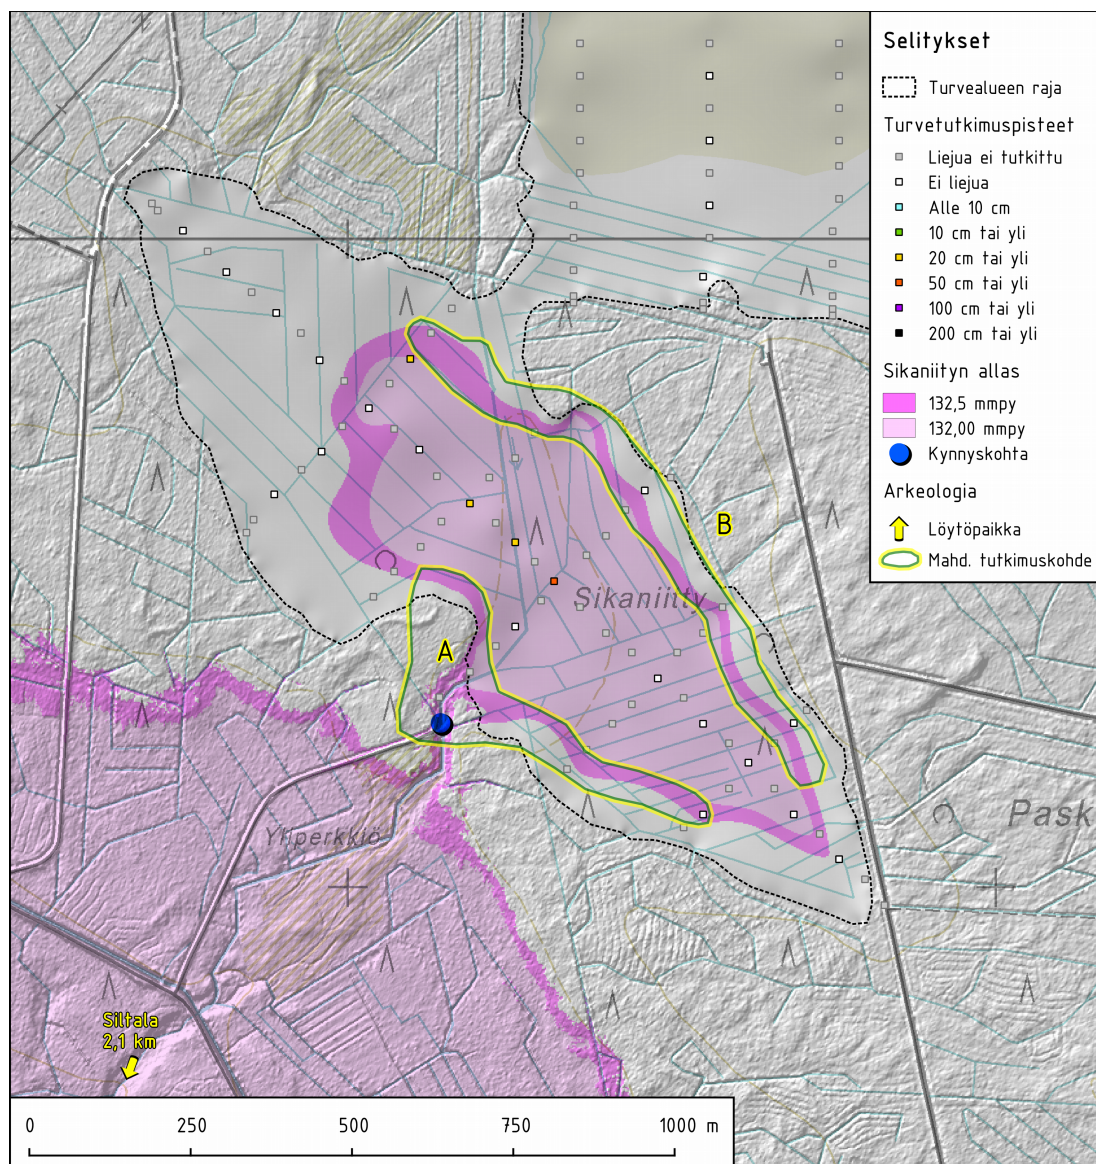 Selitykset
Turvealueen raja
Turvetutkimuspisteet
Liejua ei tutkittu
Ei liejua
Alle 10 cm
10 cm tai yli
20 cm tai yli
50 cm tai yli
100 cm tai yli
200 cm tai yli
Sikaniityn allas
132,5 mmpy
132,00 mmpy
Kynnyskohta
Arkeologia
Löytöpaikka
Mahd. tutkimuskohde
B
Sikaniitty
A
Pask
Yliperkkiö
Siltala
2,1 km
0 250 500 750 1000 m